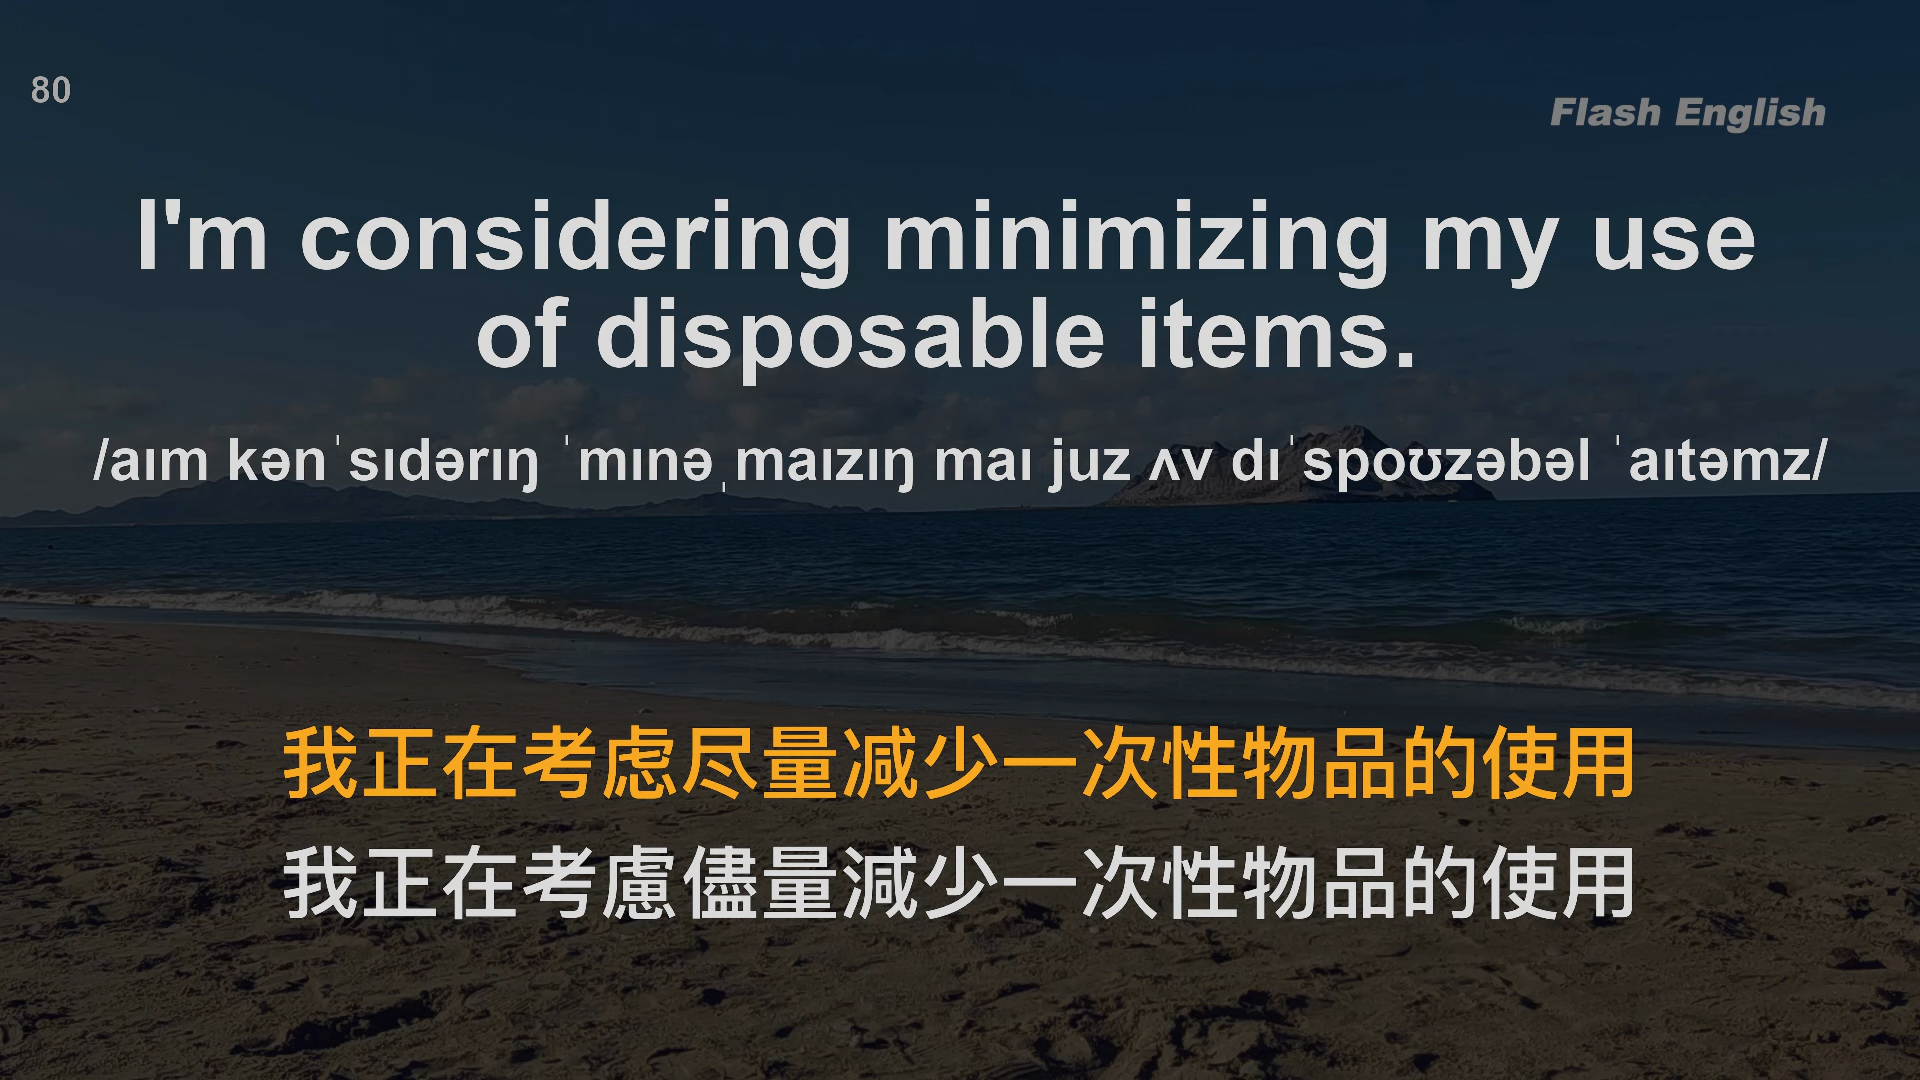 80
Flash English
I'm considering minimizing my use
of disposable items.
/aɪm kənˈsɪdərɪŋ ˈmɪnəˌmaɪzɪŋ maɪ juz ʌv dɪˈspoʊzəbəl ˈaɪtəmz/
我正在考虑尽量减少一次性物品的使用
我正在考慮儘量減少一次性物品的使用